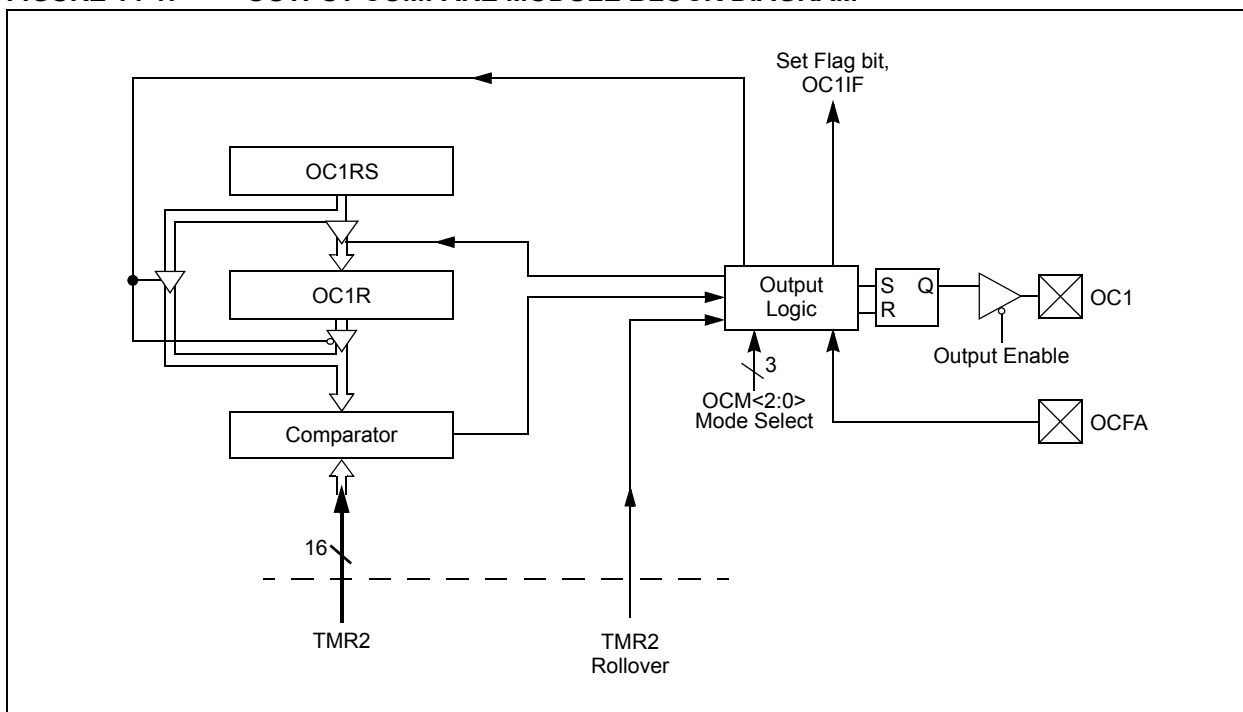 Set Flag bit,
OC1IF
OC1RS
OC1R
Output
Logic
S Q
R
OC1
Output Enable
3
OCM<2:0>
Mode Select
OCFA
Comparator
16
TMR2
TMR2
Rollover